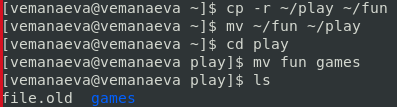 [vemanaeva@vemanaeva ~]$ cp -r ~/play ~/fun
[vemanaeva@vemanaeva ~]$ mv ~/fun ~/play
[vemanaeva@vemanaeva ~]$ cd play
[vemanaeva@vemanaeva play]$ mv fun games
[vemanaeva@vemanaeva play]$ ls
file.old  games